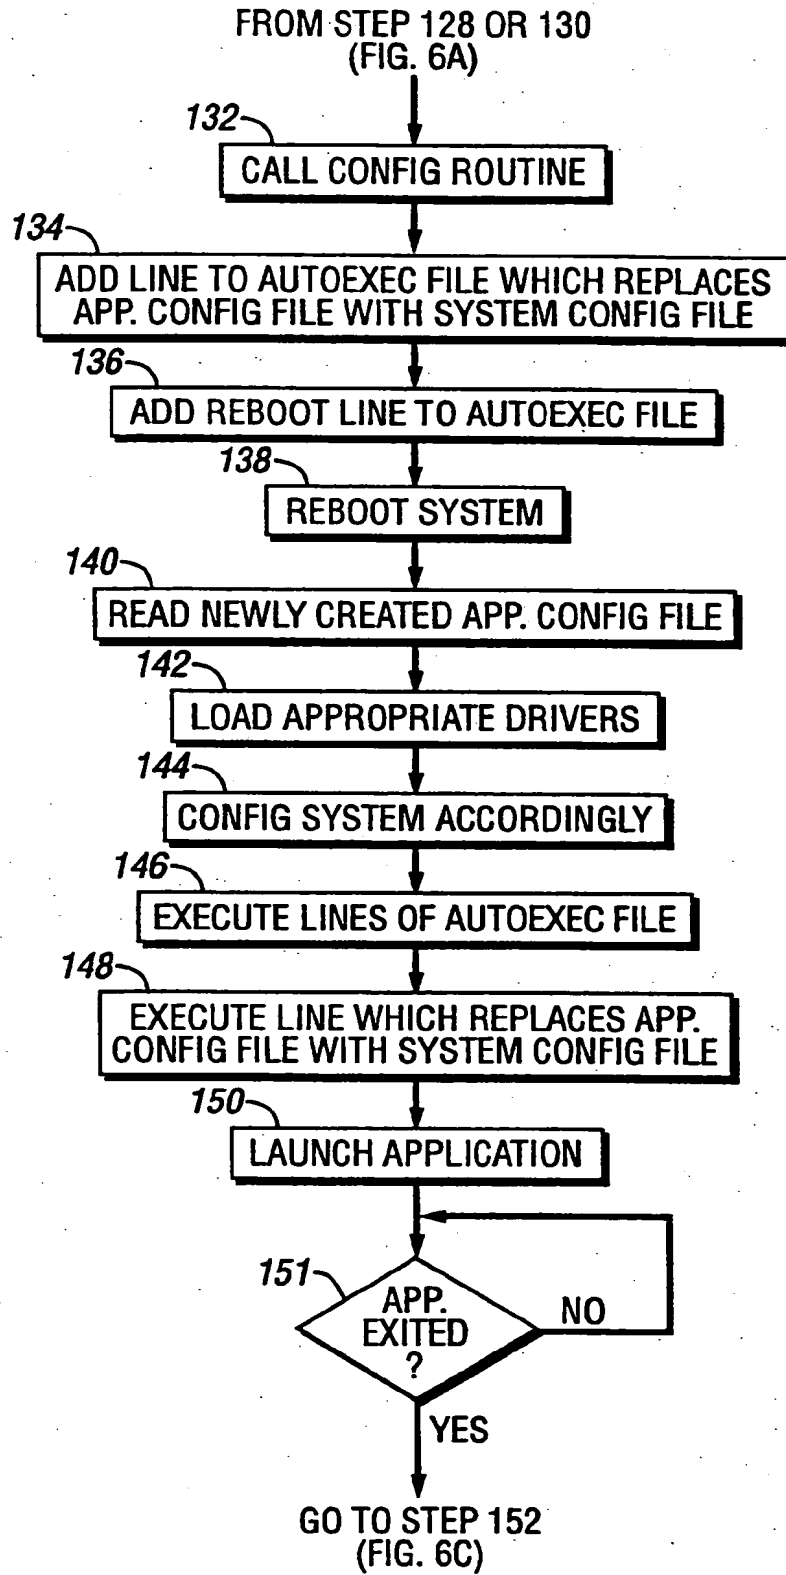 FROM STEP 128 OR 130
(FIG. 6A)
132
CALL CONFIG ROUTINE
134
ADD LINE TO AUTOEXEC FILE WHICH REPLACES
APP. CONFIG FILE WITH SYSTEM CONFIG FILE
136
ADD REBOOT LINE TO AUTOEXEC FILE
138
REBOOT SYSTEM
140
READ NEWLY CREATED APP. CONFIG FILE
142
LOAD APPROPRIATE DRIVERS
144
CONFIG SYSTEM ACCORDINGLY
146
EXECUTE LINES OF AUTOEXEC FILE
148
EXECUTE LINE WHICH REPLACES APP.
CONFIG FILE WITH SYSTEM CONFIG FILE
150
LAUNCH APPLICATION
151
APP.
EXITED
?
NO
YES
GO TO STEP 152
(FIG. 6C)